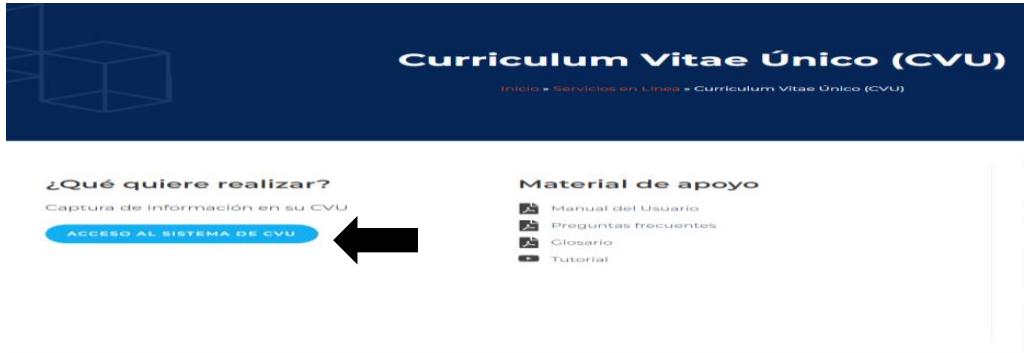 Curriculum Vitae Único (CVU)
Inicio » Servicios en Línea » Curriculum Vitae Único (CVU)
¿Qué quiere realizar?
Captura de información en su CVU
ACCESO AL SISTEMA DE CVU
Material de apoyo
Manual del Usuario
Preguntas frecuentes
Glosario
Tutorial